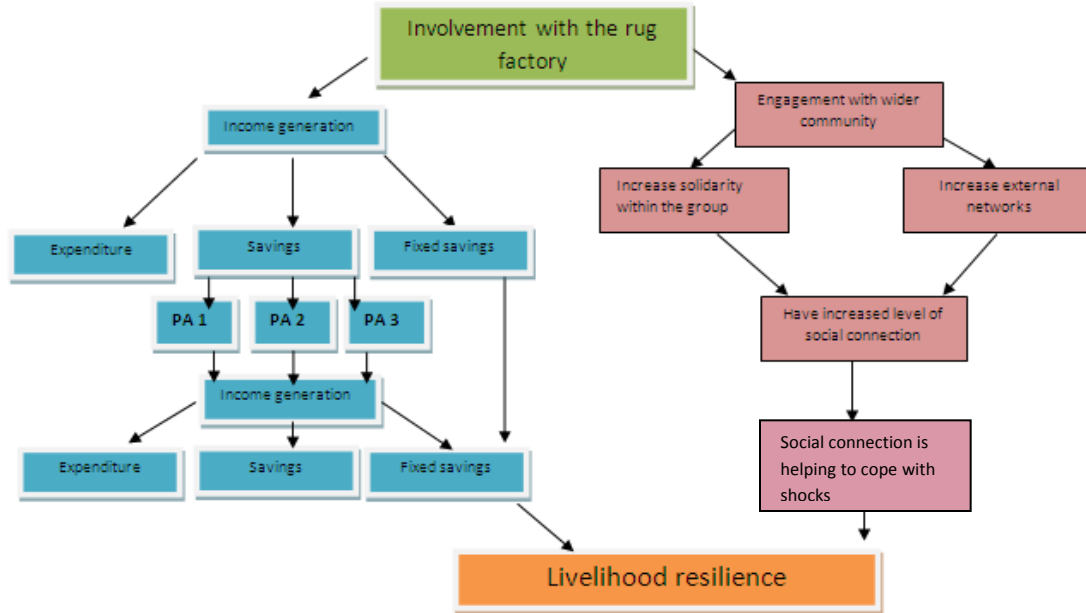 Involvement with the rug
factory
Engagement with wider
community
Income generation
Increase solidarity
within the group
Increase external
networks
Expenditure
Savings
Fixed savings
PA 1
PA 2
PA 3
Have increased level of
social connection
Income generation
Expenditure
Savings
Fixed savings
Social connection is
helping to cope with
shocks
Livelihood resilience